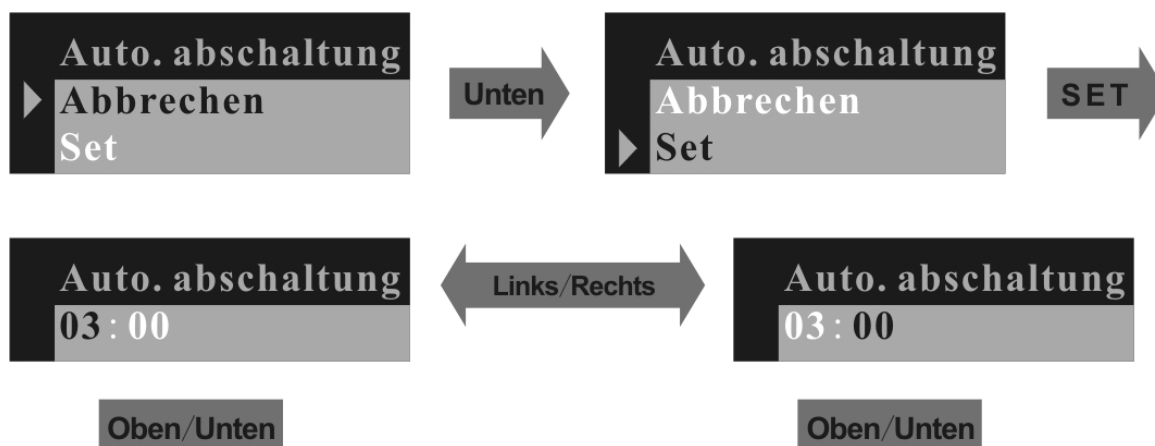 Auto. abschaltung
Abbrechen
Set
Unten
Auto. abschaltung
Abbrechen
Set
SET
Auto. abschaltung
03 : 00
Links/Rechts
Auto. abschaltung
03 : 00
Oben/Unten
Oben/Unten